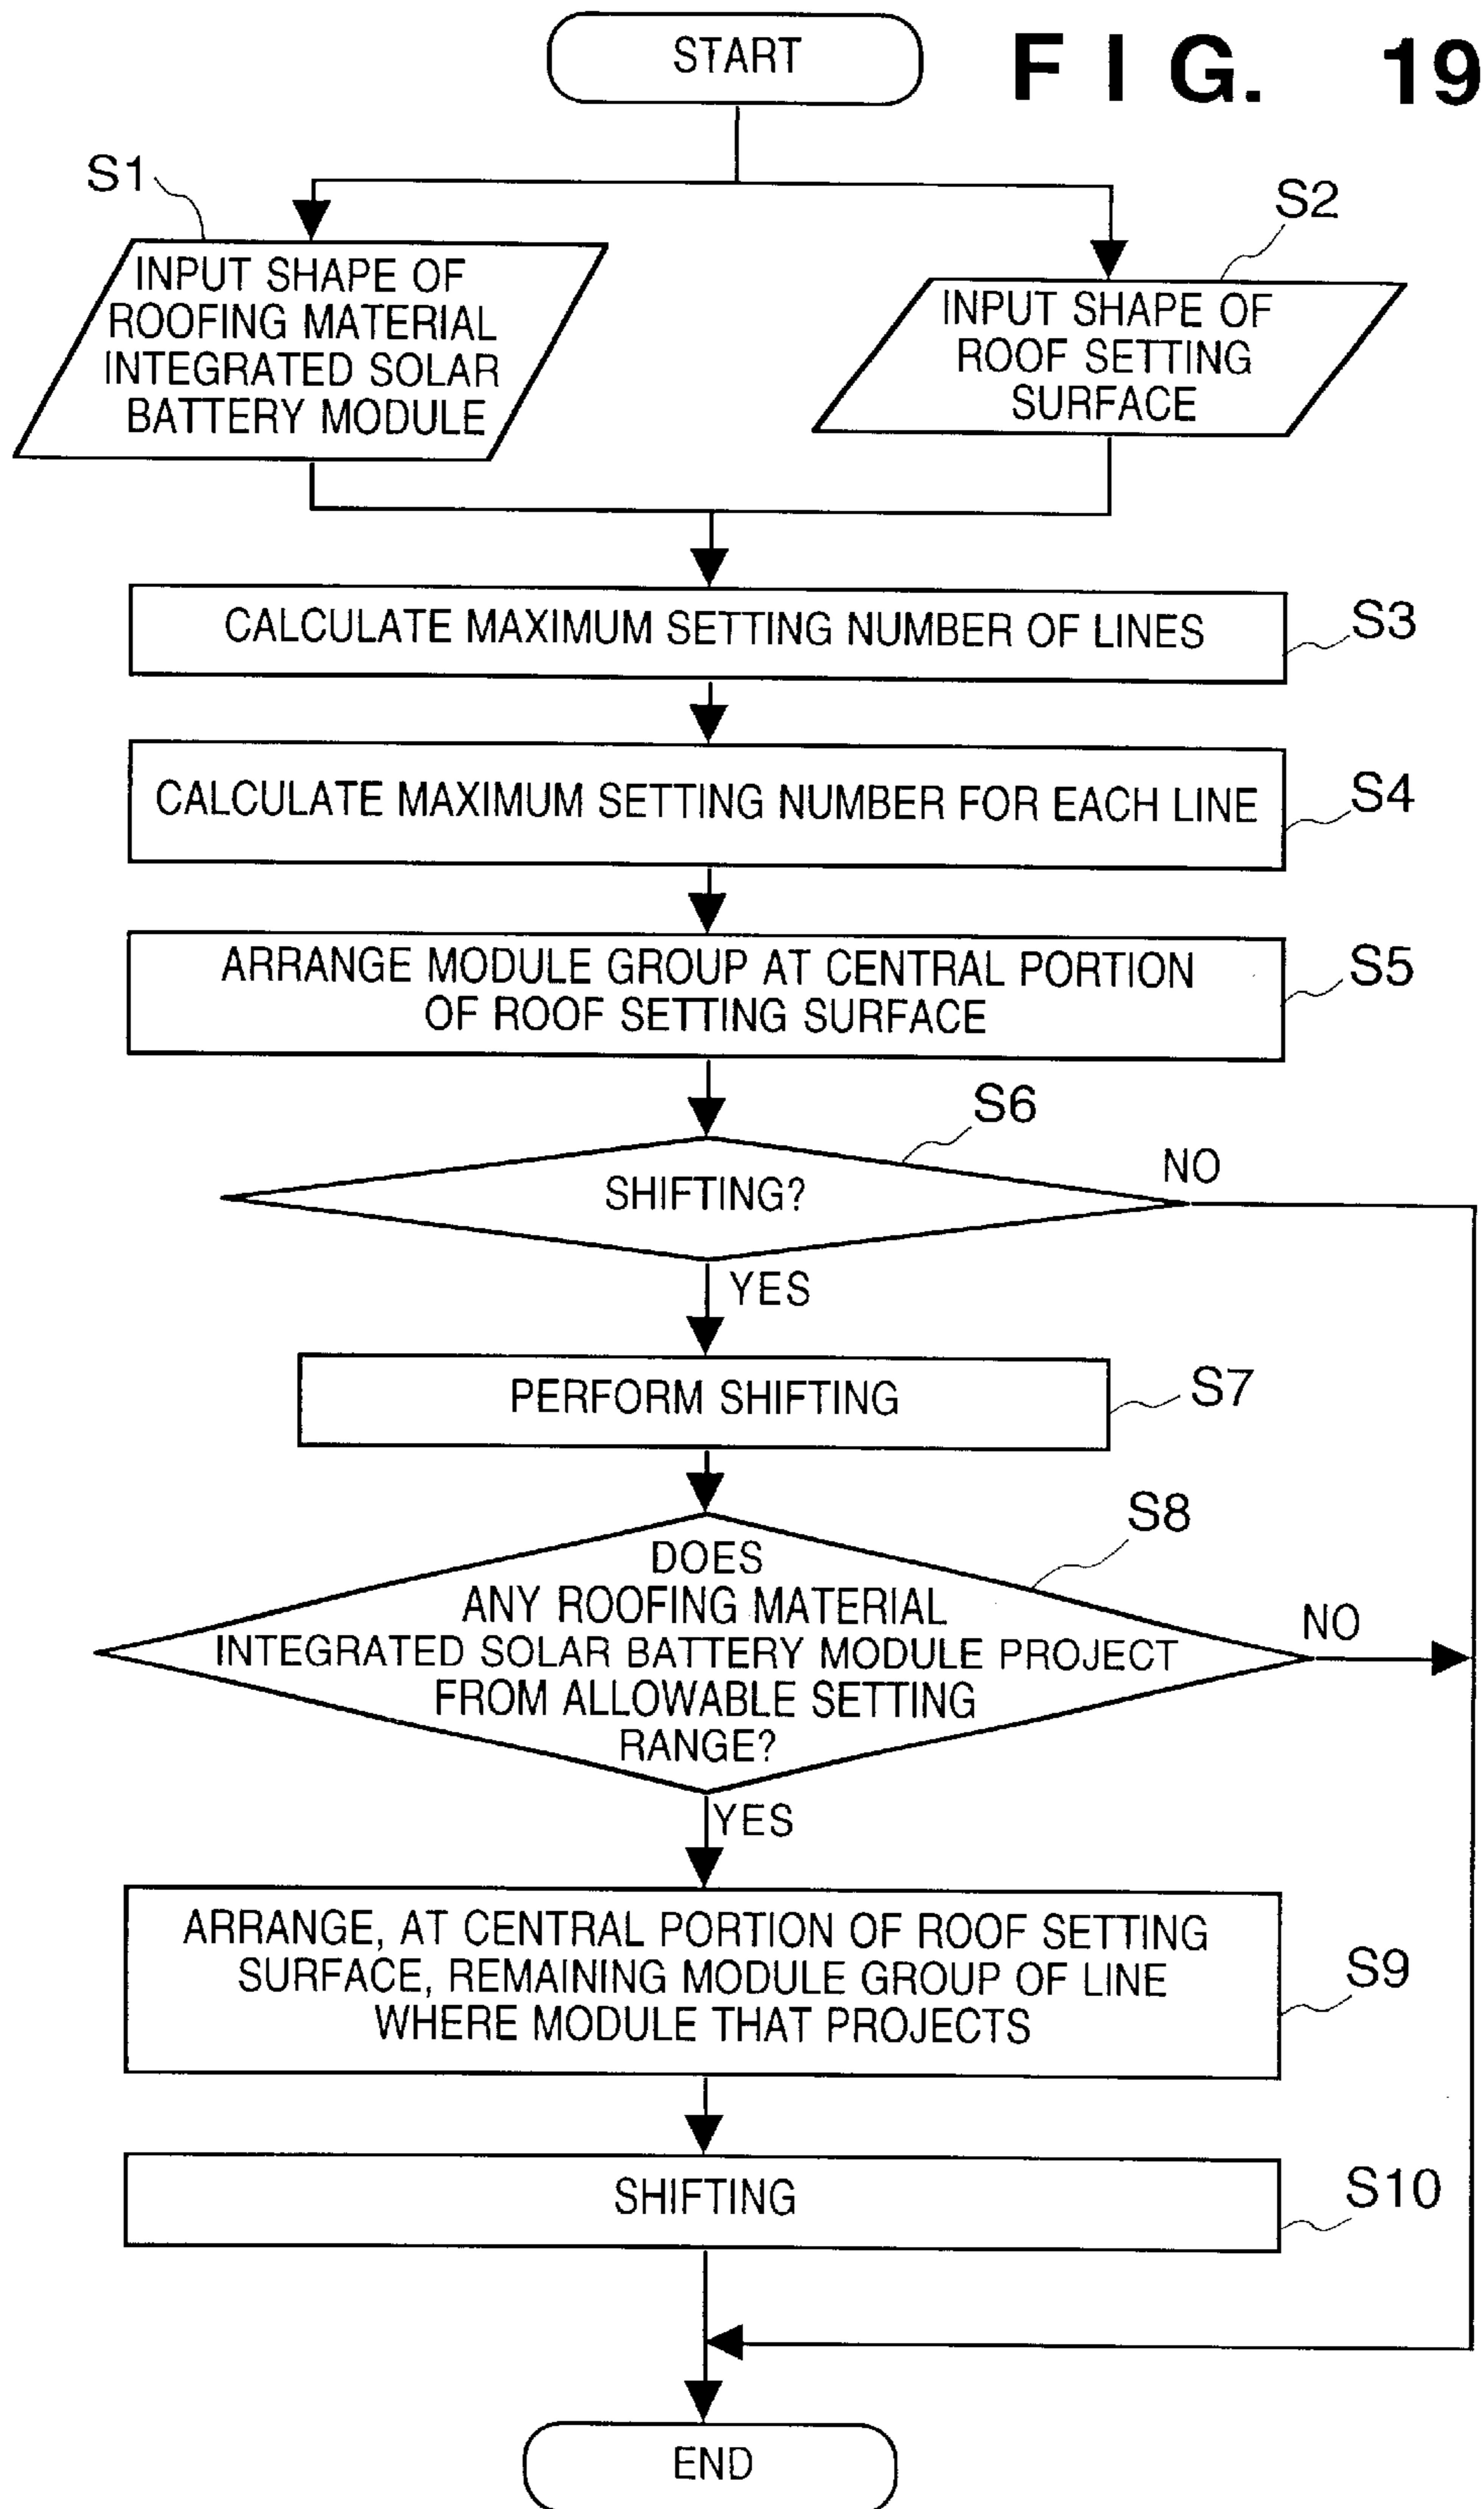 START
F I G. 19
S1
S2
INPUT SHAPE OF
ROOFING MATERIAL
INTEGRATED SOLAR
BATTERY MODULE
INPUT SHAPE OF
ROOF SETTING
SURFACE
CALCULATE MAXIMUM SETTING NUMBER OF LINES
S3
CALCULATE MAXIMUM SETTING NUMBER FOR EACH LINE
S4
ARRANGE MODULE GROUP AT CENTRAL PORTION
OF ROOF SETTING SURFACE
S5
S6
SHIFTING?
NO
YES
PERFORM SHIFTING
S7
S8
DOES
ANY ROOFING MATERIAL
INTEGRATED SOLAR BATTERY MODULE PROJECT
FROM ALLOWABLE SETTING
RANGE?
NO
YES
ARRANGE, AT CENTRAL PORTION OF ROOF SETTING
SURFACE, REMAINING MODULE GROUP OF LINE
WHERE MODULE THAT PROJECTS
S9
SHIFTING
S10
END